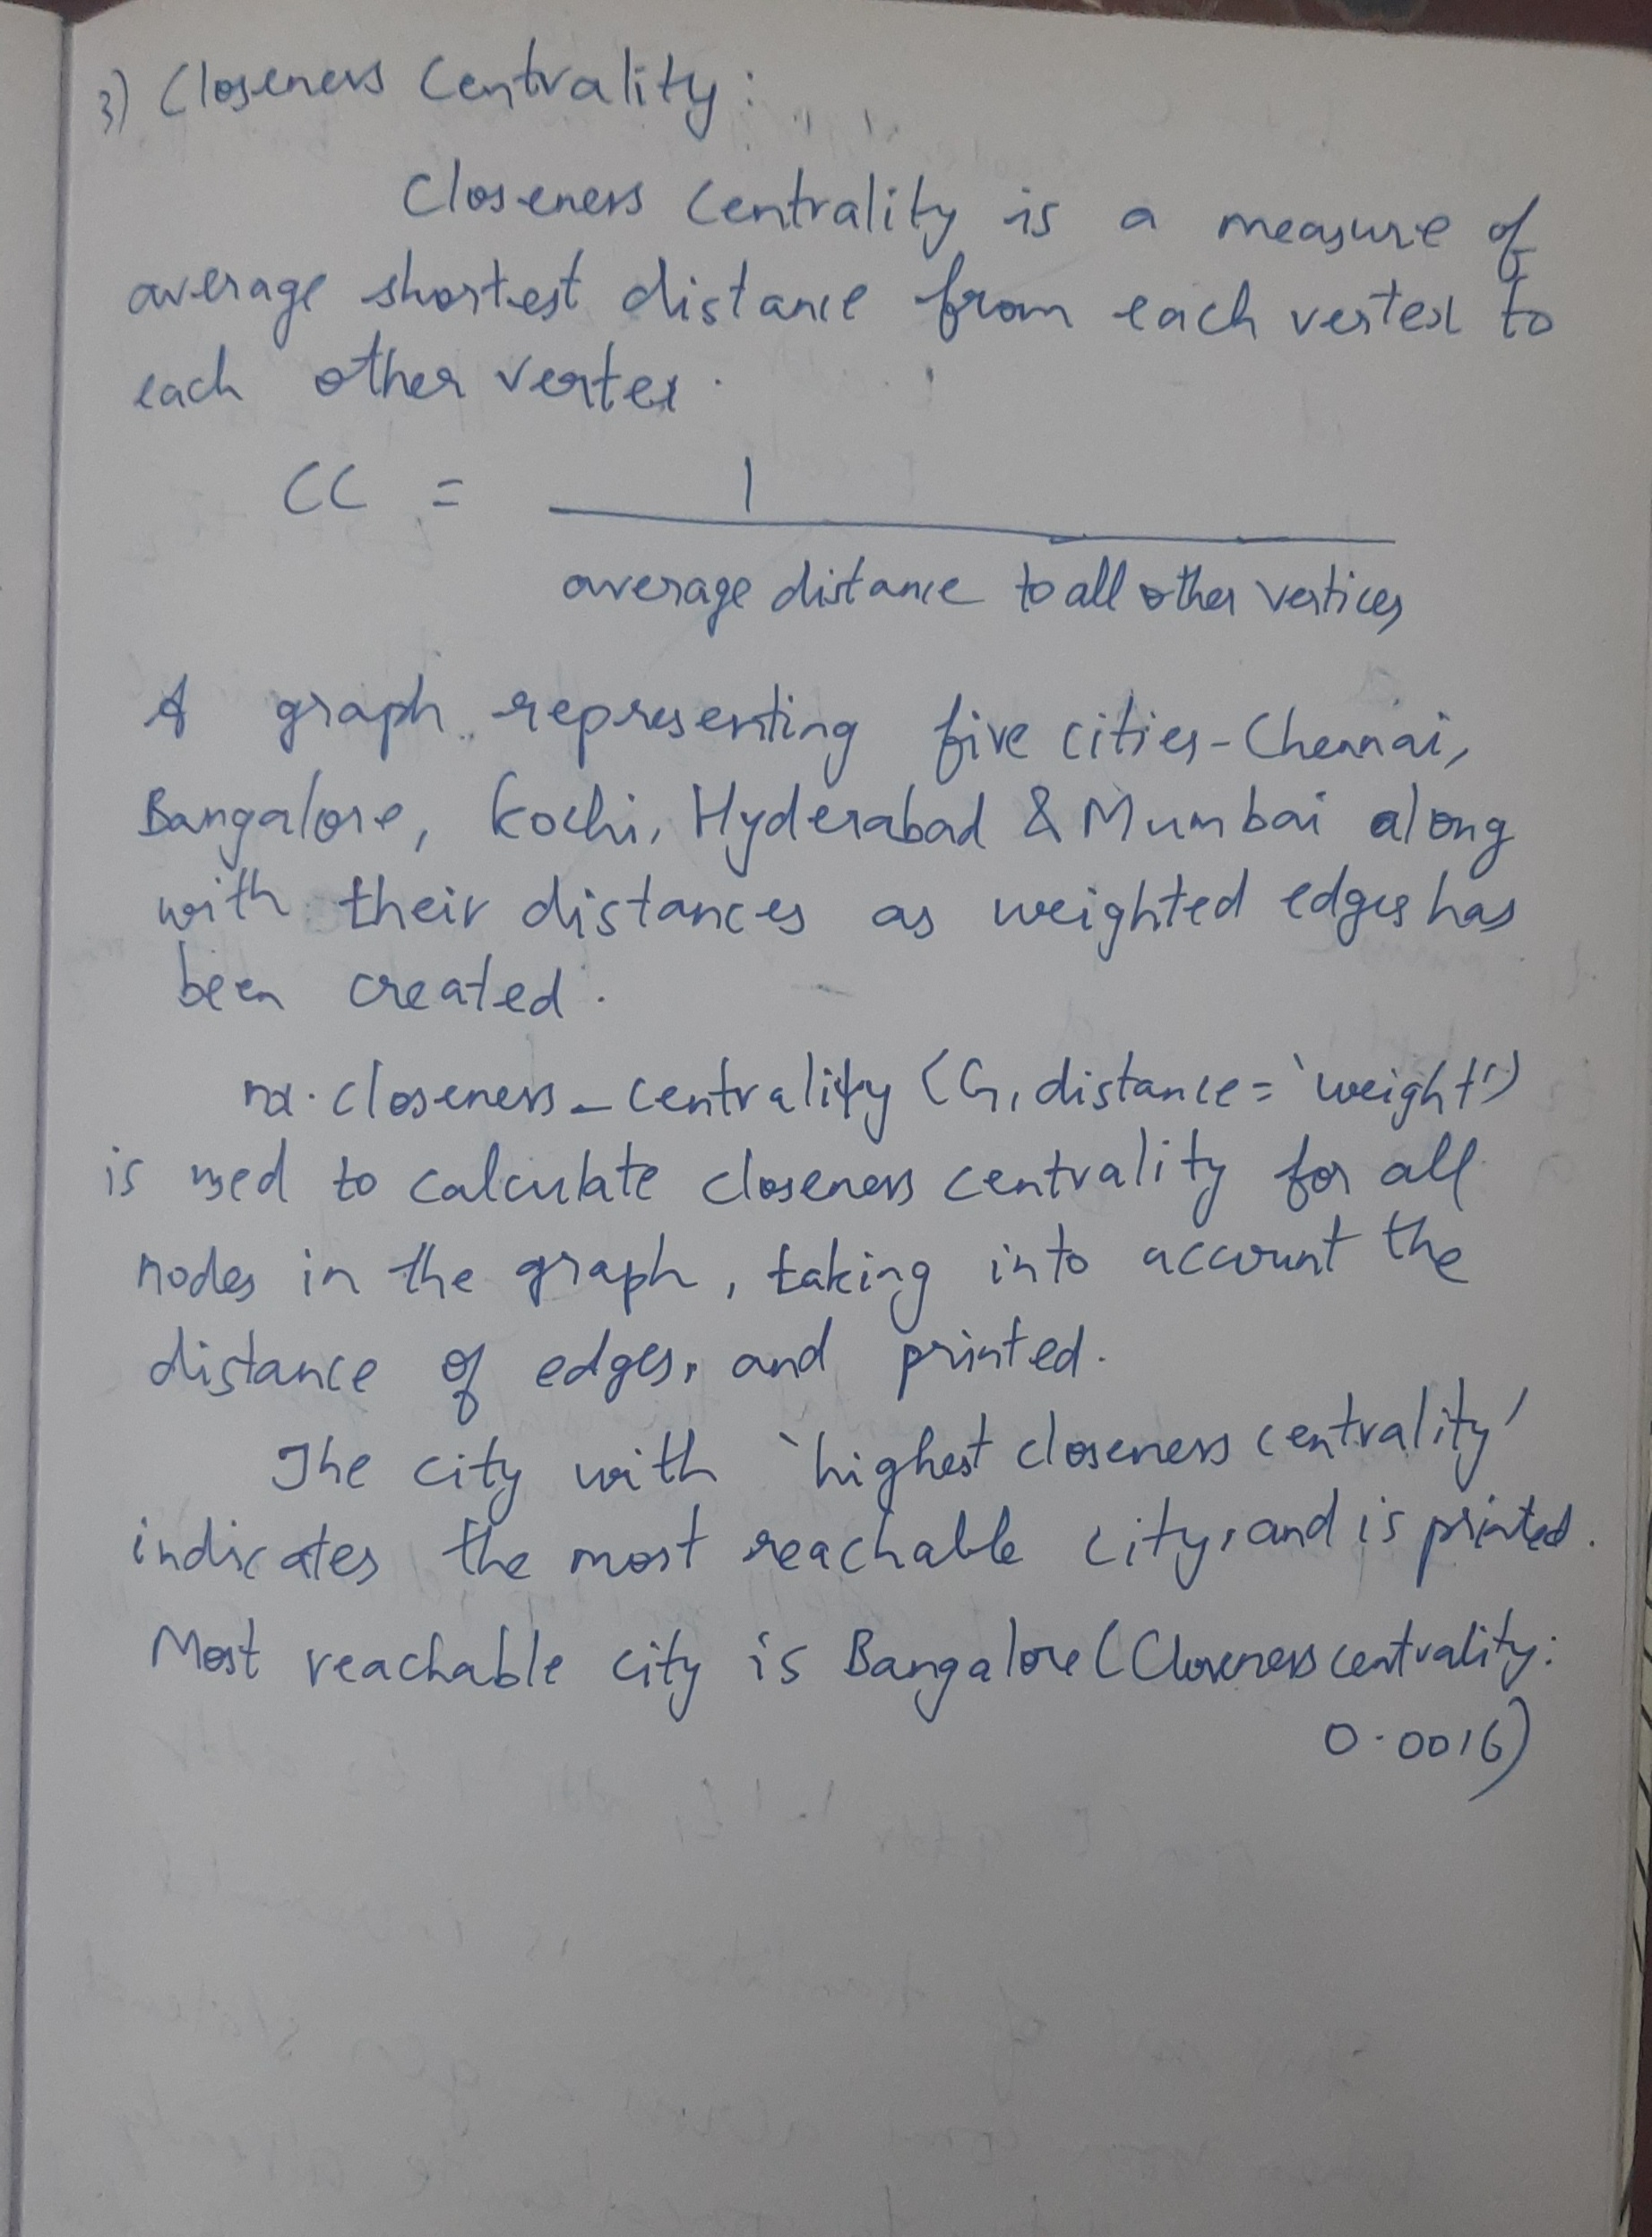 3) Closeness Centrality:
Closeness Centrality is a measure of
average shortest distance from each vertex to
each other vertex.
CC = 1
average distance to all other vertices
A graph representing five cities - Chennai,
Bangalore, Kochi, Hyderabad & Mumbai along
with their distances as weighted edges has
been created.
nx.closeness_centrality (G, distance = 'weight')
is used to calculate closeness centrality for all
nodes in the graph, taking into account the
distance of edges, and printed.
The city with 'highest closeness centrality'
indicates the most reachable city, and is printed.
Most reachable city is Bangalore (Closeness centrality:
0.0016)